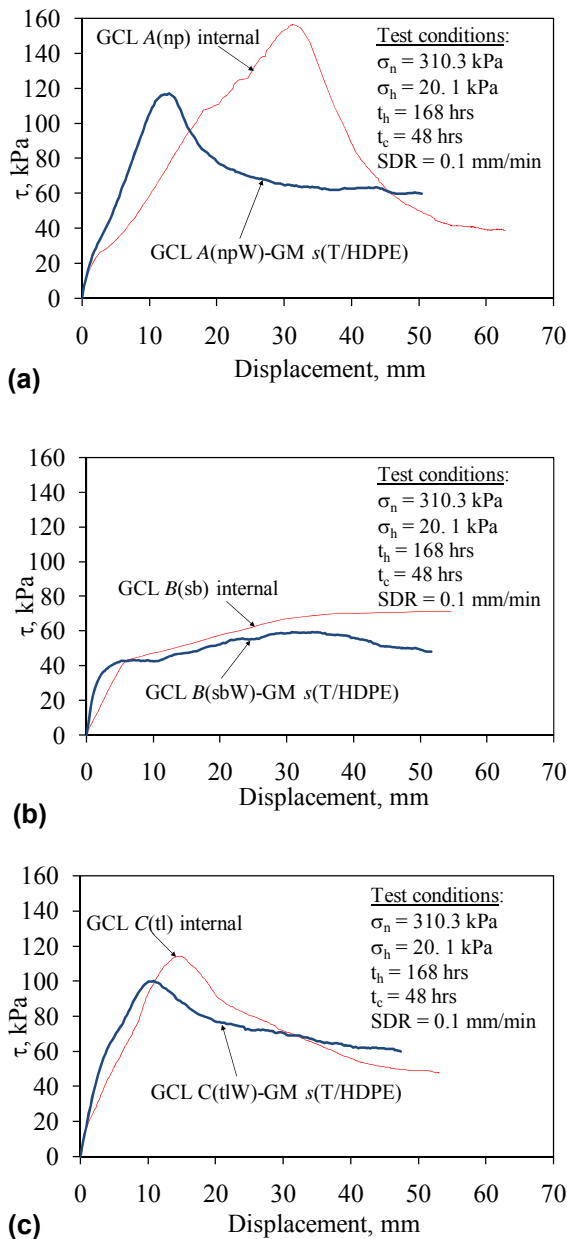 160
140
120
100
80
60
40
20
0
τ, kPa
GCL A(np) internal
Test conditions:
σn = 310.3 kPa
σh = 20. 1 kPa
th = 168 hrs
tc = 48 hrs
SDR = 0.1 mm/min
GCL A(npW)-GM s(T/HDPE)
0 10 20 30 40 50 60 70
Displacement, mm
(a)
160
140
120
100
80
60
40
20
0
τ, kPa
Test conditions:
σn = 310.3 kPa
σh = 20. 1 kPa
th = 168 hrs
tc = 48 hrs
SDR = 0.1 mm/min
GCL B(sb) internal
GCL B(sbW)-GM s(T/HDPE)
0 10 20 30 40 50 60 70
Displacement, mm
(b)
160
140
120
100
80
60
40
20
0
τ, kPa
GCL C(tl) internal
Test conditions:
σn = 310.3 kPa
σh = 20. 1 kPa
th = 168 hrs
tc = 48 hrs
SDR = 0.1 mm/min
GCL C(tlW)-GM s(T/HDPE)
0 10 20 30 40 50 60 70
Displacement, mm
(c)